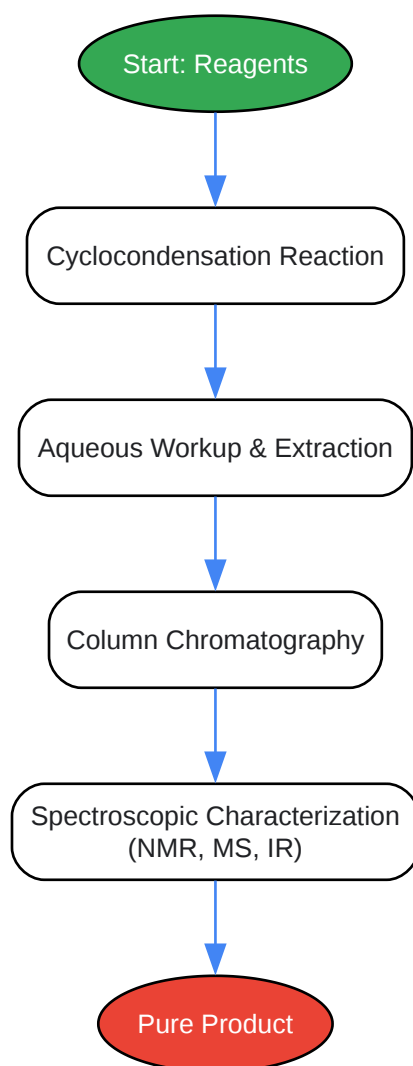 Start: Reagents
Cyclocondensation Reaction
Aqueous Workup & Extraction
Column Chromatography
Spectroscopic Characterization
(NMR, MS, IR)
Pure Product